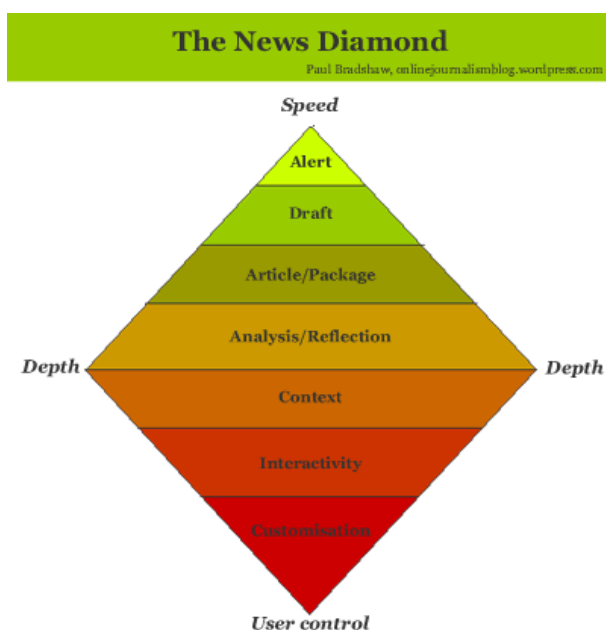 The News Diamond
Paul Bradshaw, onlinejournalismblog.wordpress.com
Speed
Alert
Draft
Article/Package
Analysis/Reflection
Depth
Depth
Context
Interactivity
Customisation
User control